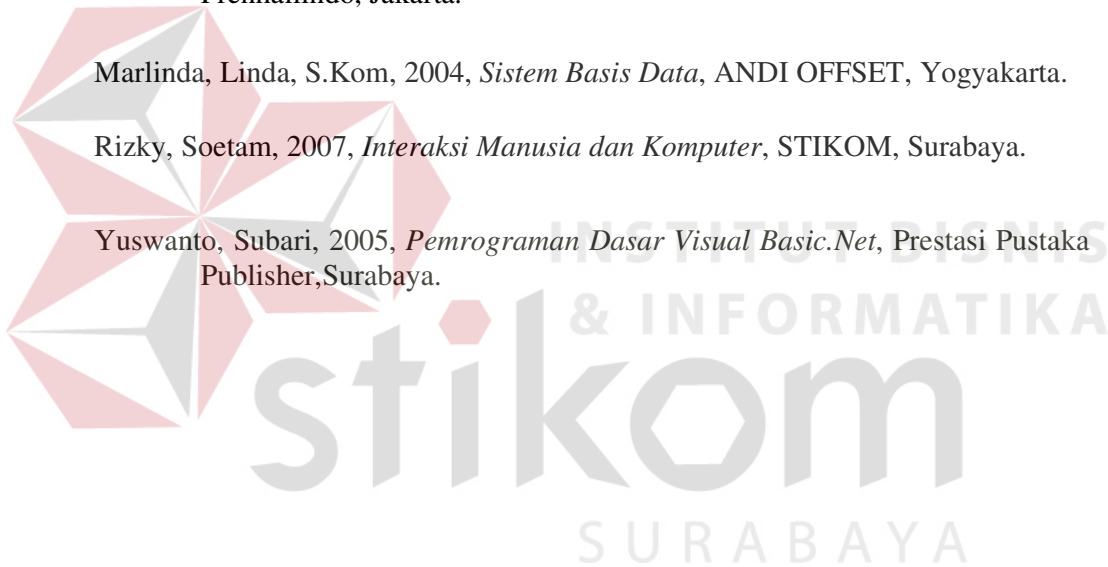 Marlinda, Linda, S.Kom, 2004, Sistem Basis Data, ANDI OFFSET, Yogyakarta.
Rizky, Soetam, 2007, Interaksi Manusia dan Komputer, STIKOM, Surabaya.
Yuswanto, Subari, 2005, Pemrograman Dasar Visual Basic.Net, Prestasi Pustaka
Publisher,Surabaya.
INSTITUT BISNIS
& INFORMATIKA
stikom
SURABAYA